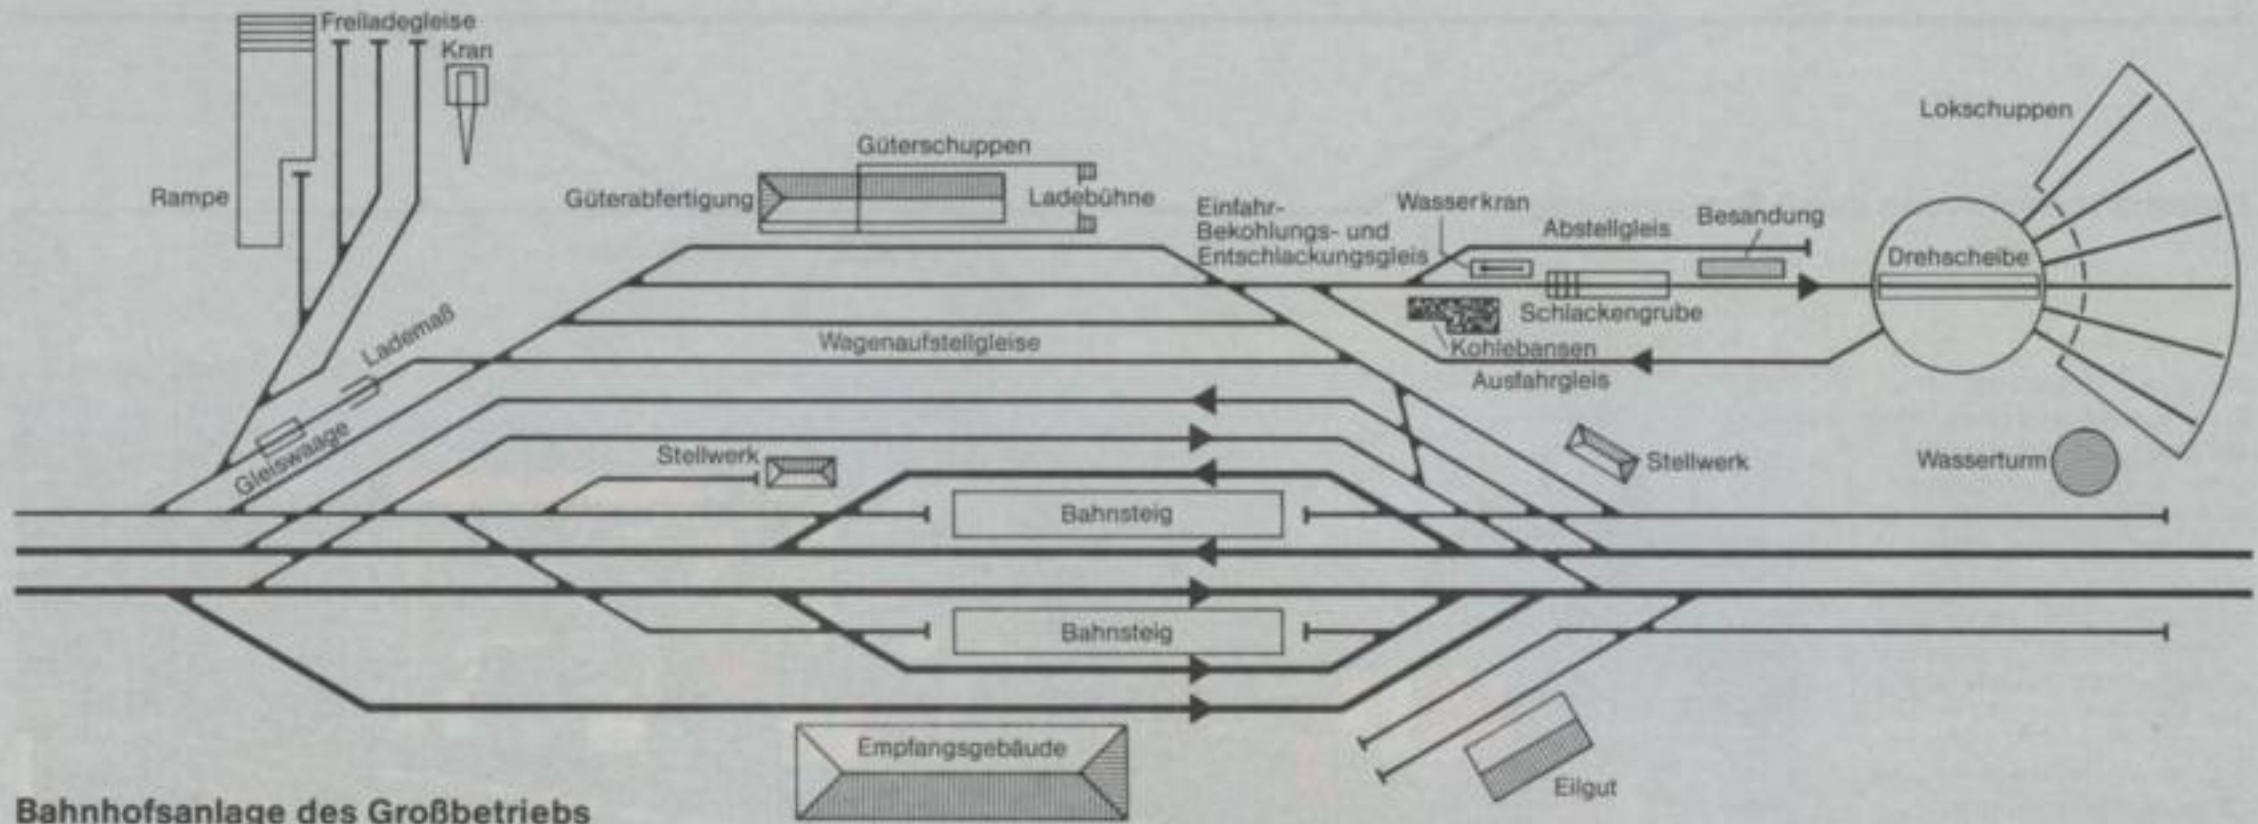 Freiladegleise
Kran
Rampe
Lademaß
Gleiswaage
Güterschuppen
Güterabfertigung
Ladebühne
Einfahr-
Bekohlungs- und
Entschlackungsgleis
Wasserkran
Abstellgleis
Besandung
Lokschuppen
Drehscheibe
Schlackengrube
Kohlebansen
Ausfahrgleis
Wagenaufstellgleise
Stellwerk
Stellwerk
Wasserturm
Bahnsteig
Bahnsteig
Empfangsgebäude
Eilgut
Bahnhofsanlage des Großbetriebs